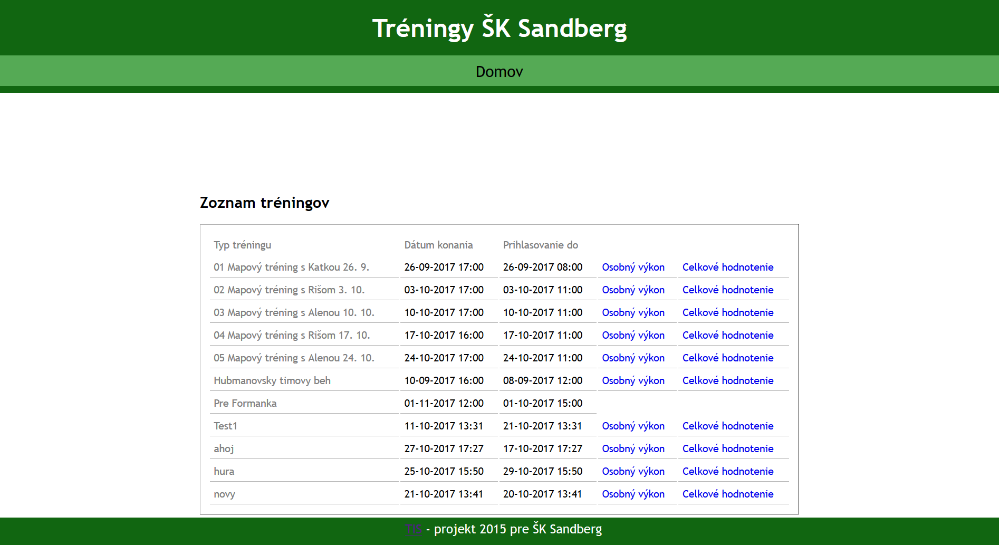 Tréningy ŠK Sandberg
Domov
Zoznam tréningov
Typ tréningu Dátum konania Prihlasovanie do
01 Mapový tréning s Katkou 26. 9. 26-09-2017 17:00 26-09-2017 08:00 Osobný výkon Celkové hodnotenie
02 Mapový tréning s Rišom 3. 10. 03-10-2017 17:00 03-10-2017 11:00 Osobný výkon Celkové hodnotenie
03 Mapový tréning s Alenou 10. 10. 10-10-2017 17:00 10-10-2017 11:00 Osobný výkon Celkové hodnotenie
04 Mapový tréning s Rišom 17. 10. 17-10-2017 16:00 17-10-2017 11:00 Osobný výkon Celkové hodnotenie
05 Mapový tréning s Alenou 24. 10. 24-10-2017 17:00 24-10-2017 11:00 Osobný výkon Celkové hodnotenie
Hubmanovsky timovy beh 10-09-2017 16:00 08-09-2017 12:00 Osobný výkon Celkové hodnotenie
Pre Formanka 01-11-2017 12:00 01-10-2017 15:00
Test1 11-10-2017 13:31 21-10-2017 13:31 Osobný výkon Celkové hodnotenie
ahoj 27-10-2017 17:27 17-10-2017 17:27 Osobný výkon Celkové hodnotenie
hura 25-10-2017 15:50 29-10-2017 15:50 Osobný výkon Celkové hodnotenie
novy 21-10-2017 13:41 20-10-2017 13:41 Osobný výkon Celkové hodnotenie
TIS - projekt 2015 pre ŠK Sandberg